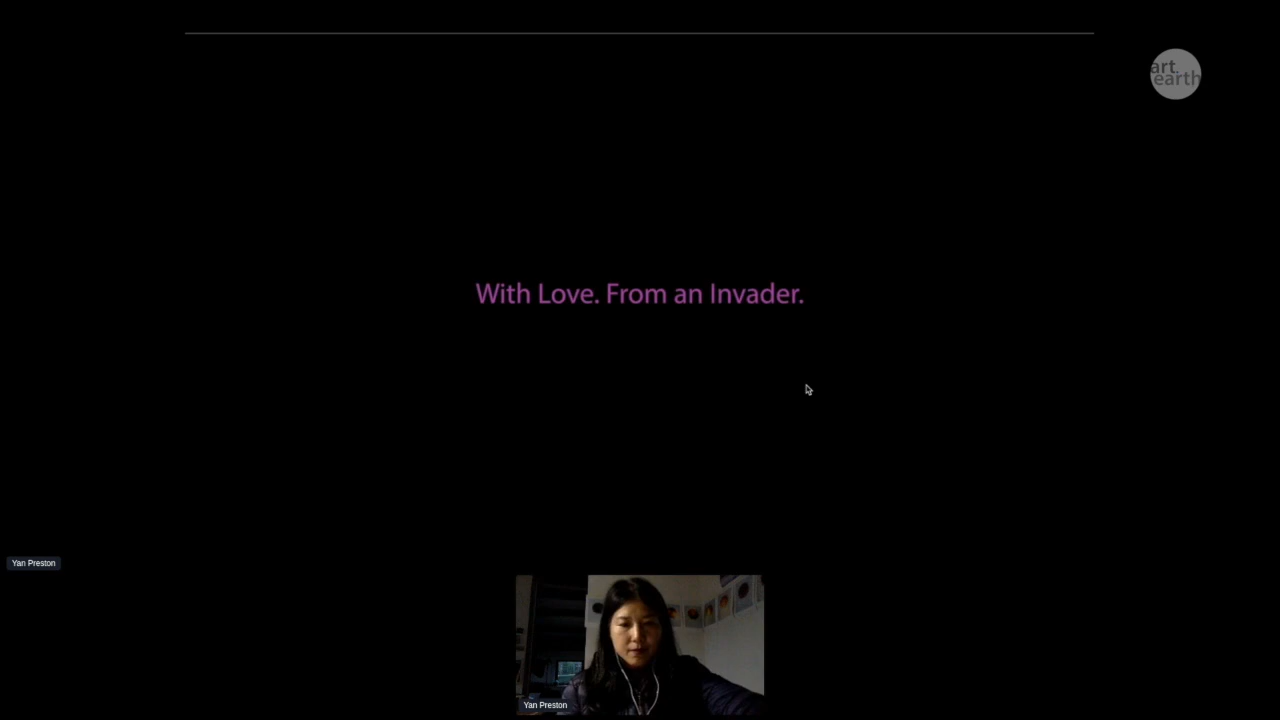 art
earth
With Love. From an Invader.
Yan Preston
Yan Preston